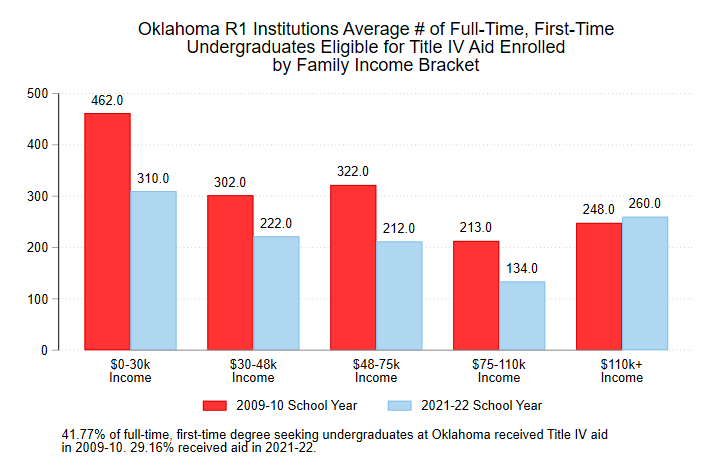 Oklahoma R1 Institutions Average # of Full-Time, First-Time
Undergraduates Eligible for Title IV Aid Enrolled
by Family Income Bracket
500
400
300
200
100
0
462.0
310.0
302.0
222.0
322.0
212.0
213.0
134.0
248.0
260.0
$0-30k
Income
$30-48k
Income
$48-75k
Income
$75-110k
Income
$110k+
Income
2009-10 School Year
2021-22 School Year
41.77% of full-time, first-time degree seeking undergraduates at Oklahoma received Title IV aid
in 2009-10. 29.16% received aid in 2021-22.